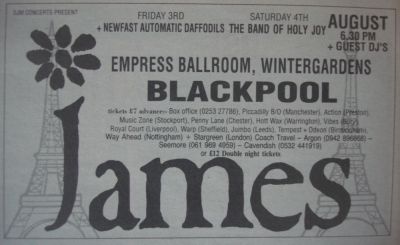 SJM CONCERTS PRESENT
FRIDAY 3RD
+ NEWFAST AUTOMATIC DAFFODILS
SATURDAY 4TH
THE BAND OF HOLY JOY
AUGUST
6.30 PM
+ GUEST DJ'S
EMPRESS BALLROOM, WINTERGARDENS
BLACKPOOL
tickets £7 advance:- Box office (0253 27786), Piccadilly B/O (Manchester), Action (Preston),
Music Zone (Stockport), Penny Lane (Chester), Hott Wax (Warrington), Vibes (Bury),
Royal Court (Liverpool), Warp (Sheffield), Jumbo (Leeds), Tempest + Odeon (Birmingham),
Way Ahead (Nottingham) + Stargreen (London) Coach Travel – Argon (0942 896868)
Seemore (061 969 4959) – Cavendish (0532 441919)
or £12 Double night tickets
James